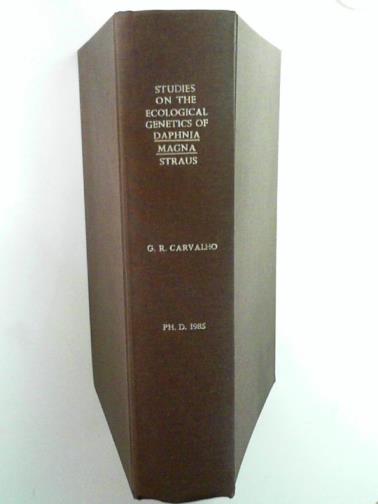 STUDIES
ON THE
ECOLOGICAL
GENETICS OF
DAPHNIA
MAGNA
STRAUS
G. R. CARVALHO
PH. D. 1985